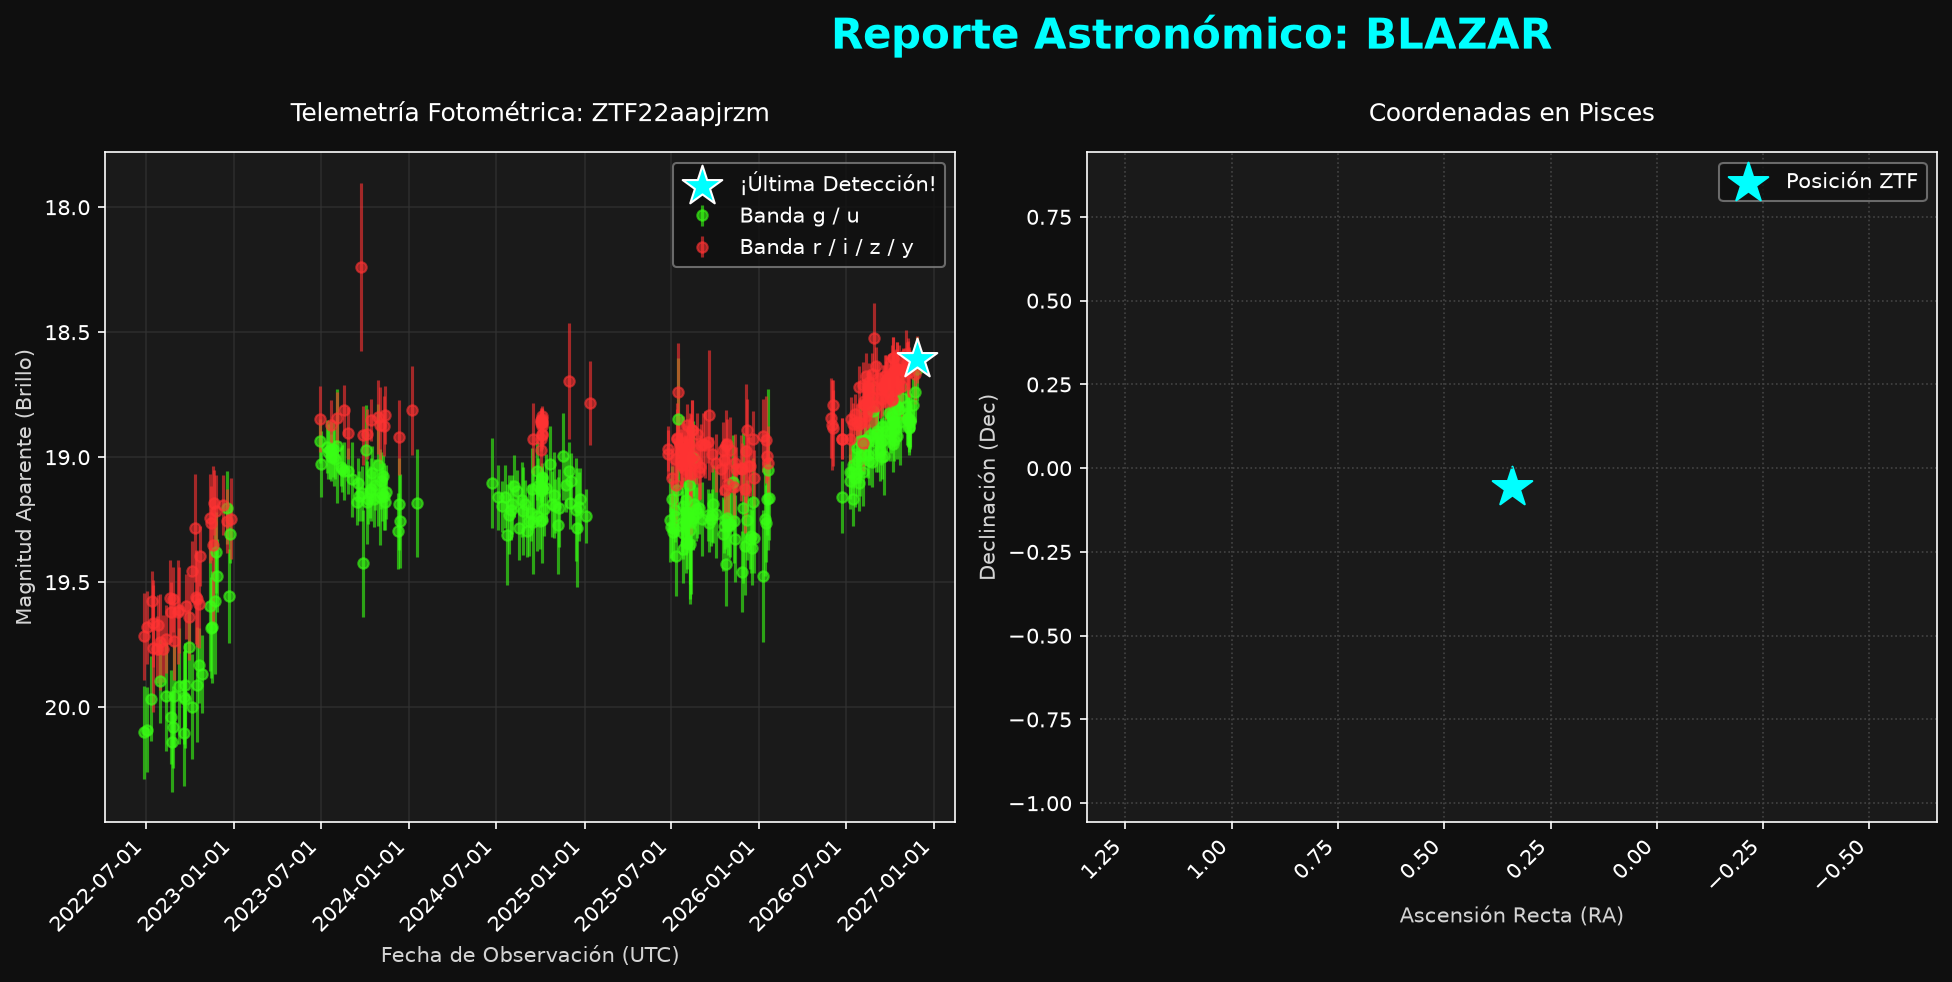 Reporte Astronómico: BLAZAR
Telemetría Fotométrica: ZTF22aapjrzm
¡Última Detección!
Banda g / u
Banda r / i / z / y
Magnitud Aparente (Brillo)
18.0
18.5
19.0
19.5
20.0
2022-07-01
2023-01-01
2023-07-01
2024-01-01
2024-07-01
2025-01-01
2025-07-01
2026-01-01
2026-07-01
2027-01-01
Fecha de Observación (UTC)
Coordenadas en Pisces
Posición ZTF
Declinación (Dec)
0.75
0.50
0.25
0.00
−0.25
−0.50
−0.75
−1.00
1.25
1.00
0.75
0.50
0.25
0.00
−0.25
−0.50
Ascensión Recta (RA)